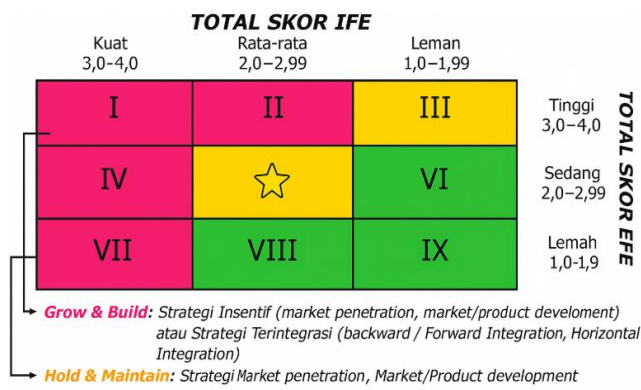 TOTAL SKOR IFE
Kuat Rata-rata Leman
3,0–4,0 2,0–2,99 1,0–1,99
I II III
Tinggi
3,0–4,0
IV VI
Sedang
2,0–2,99
VII VIII IX
Lemah
1,0-1,9
TOTAL SKOR EFE
Grow & Build: Strategi Insentif (market penetration, market/product develoment)
atau Strategi Terintegrasi (backward / Forward Integration, Horizontal
Integration)
Hold & Maintain: Strategi Market penetration, Market/Product development